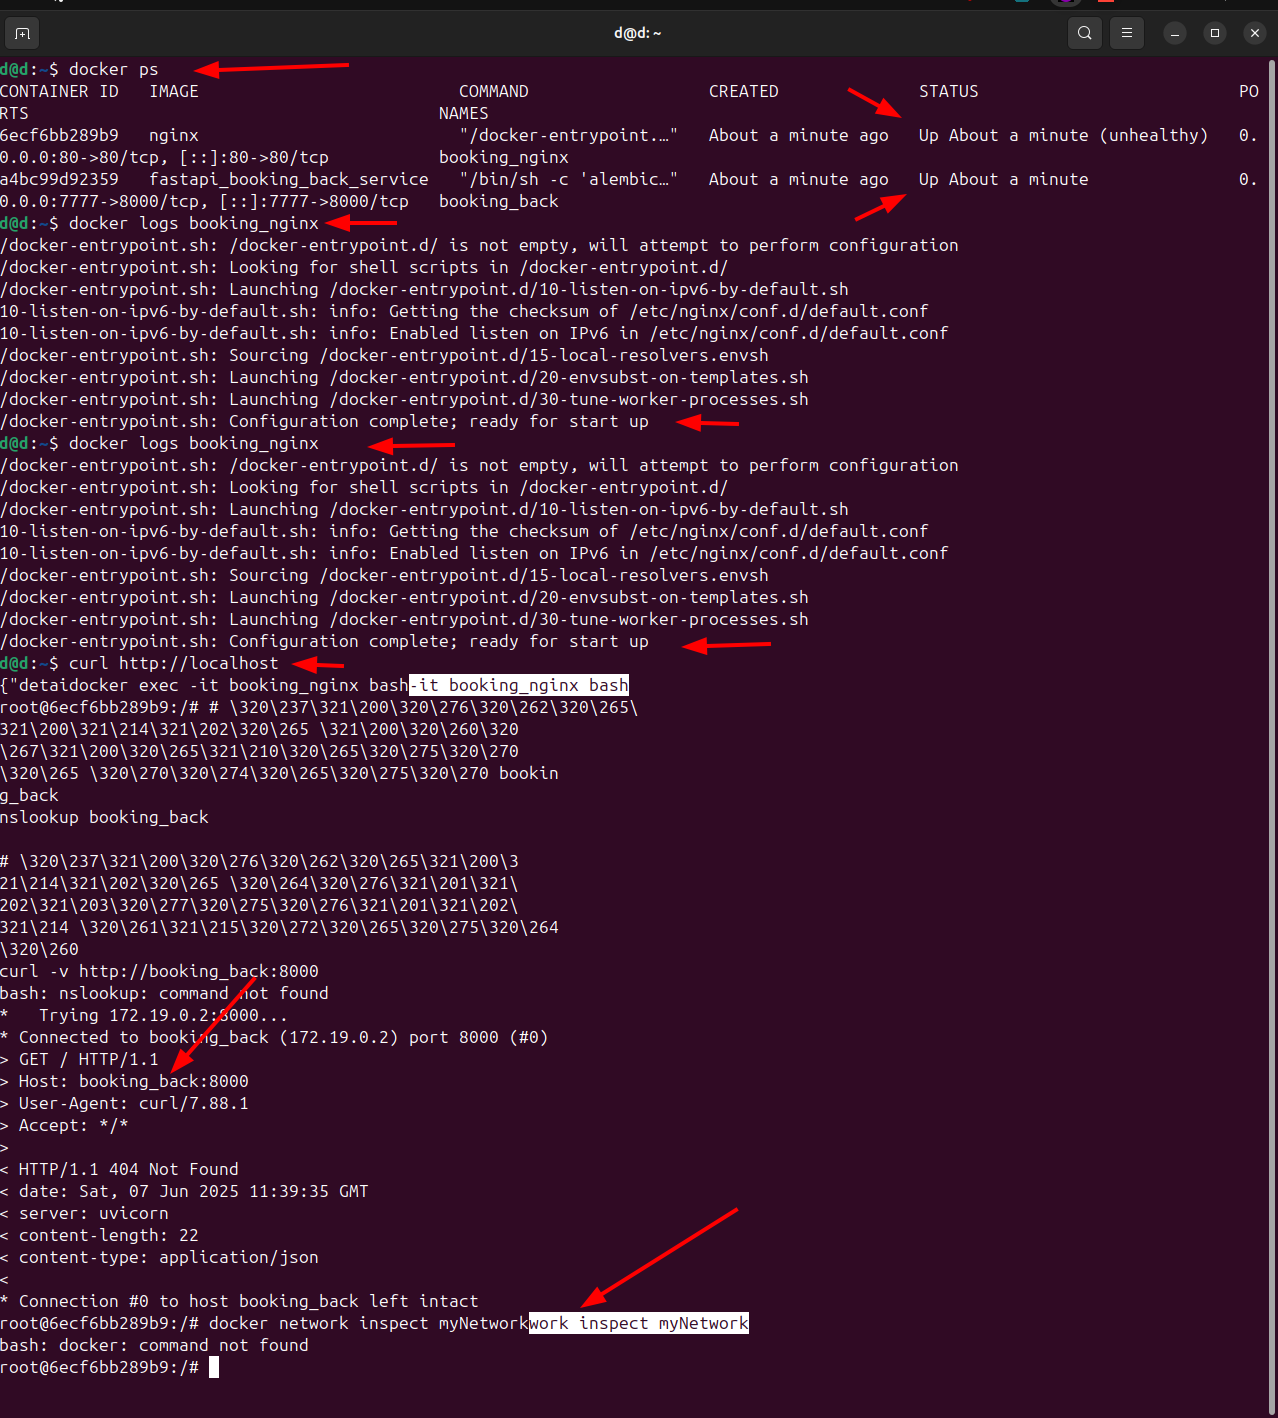 d@d: ~
d@d:~$ docker ps
CONTAINER ID   IMAGE                          COMMAND                  CREATED              STATUS                          PO
RTS                                         NAMES
6ecf6bb289b9   nginx                          "/docker-entrypoint.…"   About a minute ago   Up About a minute (unhealthy)   0.
0.0.0:80->80/tcp, [::]:80->80/tcp           booking_nginx
a4bc99d92359   fastapi_booking_back_service   "/bin/sh -c 'alembic…"   About a minute ago   Up About a minute               0.
0.0.0:7777->8000/tcp, [::]:7777->8000/tcp   booking_back
d@d:~$ docker logs booking_nginx
/docker-entrypoint.sh: /docker-entrypoint.d/ is not empty, will attempt to perform configuration
/docker-entrypoint.sh: Looking for shell scripts in /docker-entrypoint.d/
/docker-entrypoint.sh: Launching /docker-entrypoint.d/10-listen-on-ipv6-by-default.sh
10-listen-on-ipv6-by-default.sh: info: Getting the checksum of /etc/nginx/conf.d/default.conf
10-listen-on-ipv6-by-default.sh: info: Enabled listen on IPv6 in /etc/nginx/conf.d/default.conf
/docker-entrypoint.sh: Sourcing /docker-entrypoint.d/15-local-resolvers.envsh
/docker-entrypoint.sh: Launching /docker-entrypoint.d/20-envsubst-on-templates.sh
/docker-entrypoint.sh: Launching /docker-entrypoint.d/30-tune-worker-processes.sh
/docker-entrypoint.sh: Configuration complete; ready for start up
d@d:~$ docker logs booking_nginx
/docker-entrypoint.sh: /docker-entrypoint.d/ is not empty, will attempt to perform configuration
/docker-entrypoint.sh: Looking for shell scripts in /docker-entrypoint.d/
/docker-entrypoint.sh: Launching /docker-entrypoint.d/10-listen-on-ipv6-by-default.sh
10-listen-on-ipv6-by-default.sh: info: Getting the checksum of /etc/nginx/conf.d/default.conf
10-listen-on-ipv6-by-default.sh: info: Enabled listen on IPv6 in /etc/nginx/conf.d/default.conf
/docker-entrypoint.sh: Sourcing /docker-entrypoint.d/15-local-resolvers.envsh
/docker-entrypoint.sh: Launching /docker-entrypoint.d/20-envsubst-on-templates.sh
/docker-entrypoint.sh: Launching /docker-entrypoint.d/30-tune-worker-processes.sh
/docker-entrypoint.sh: Configuration complete; ready for start up
d@d:~$ curl http://localhost
{"detaidocker exec -it booking_nginx bash-it booking_nginx bash
root@6ecf6bb289b9:/# # \320\237\321\200\320\276\320\262\320\265\
321\200\321\214\321\202\320\265 \321\200\320\260\320
\267\321\200\320\265\321\210\320\265\320\275\320\270
\320\265 \320\270\320\274\320\265\320\275\320\270 bookin
g_back
nslookup booking_back
# \320\237\321\200\320\276\320\262\320\265\321\200\3
21\214\321\202\320\265 \320\264\320\276\321\201\321\
202\321\203\320\277\320\275\320\276\321\201\321\202\
321\214 \320\261\321\215\320\272\320\265\320\275\320\264
\320\260
curl -v http://booking_back:8000
bash: nslookup: command not found
*   Trying 172.19.0.2:8000...
* Connected to booking_back (172.19.0.2) port 8000 (#0)
> GET / HTTP/1.1
> Host: booking_back:8000
> User-Agent: curl/7.88.1
> Accept: */*
>
< HTTP/1.1 404 Not Found
< date: Sat, 07 Jun 2025 11:39:35 GMT
< server: uvicorn
< content-length: 22
< content-type: application/json
<
* Connection #0 to host booking_back left intact
root@6ecf6bb289b9:/# docker network inspect myNetworkwork inspect myNetwork
bash: docker: command not found
root@6ecf6bb289b9:/#